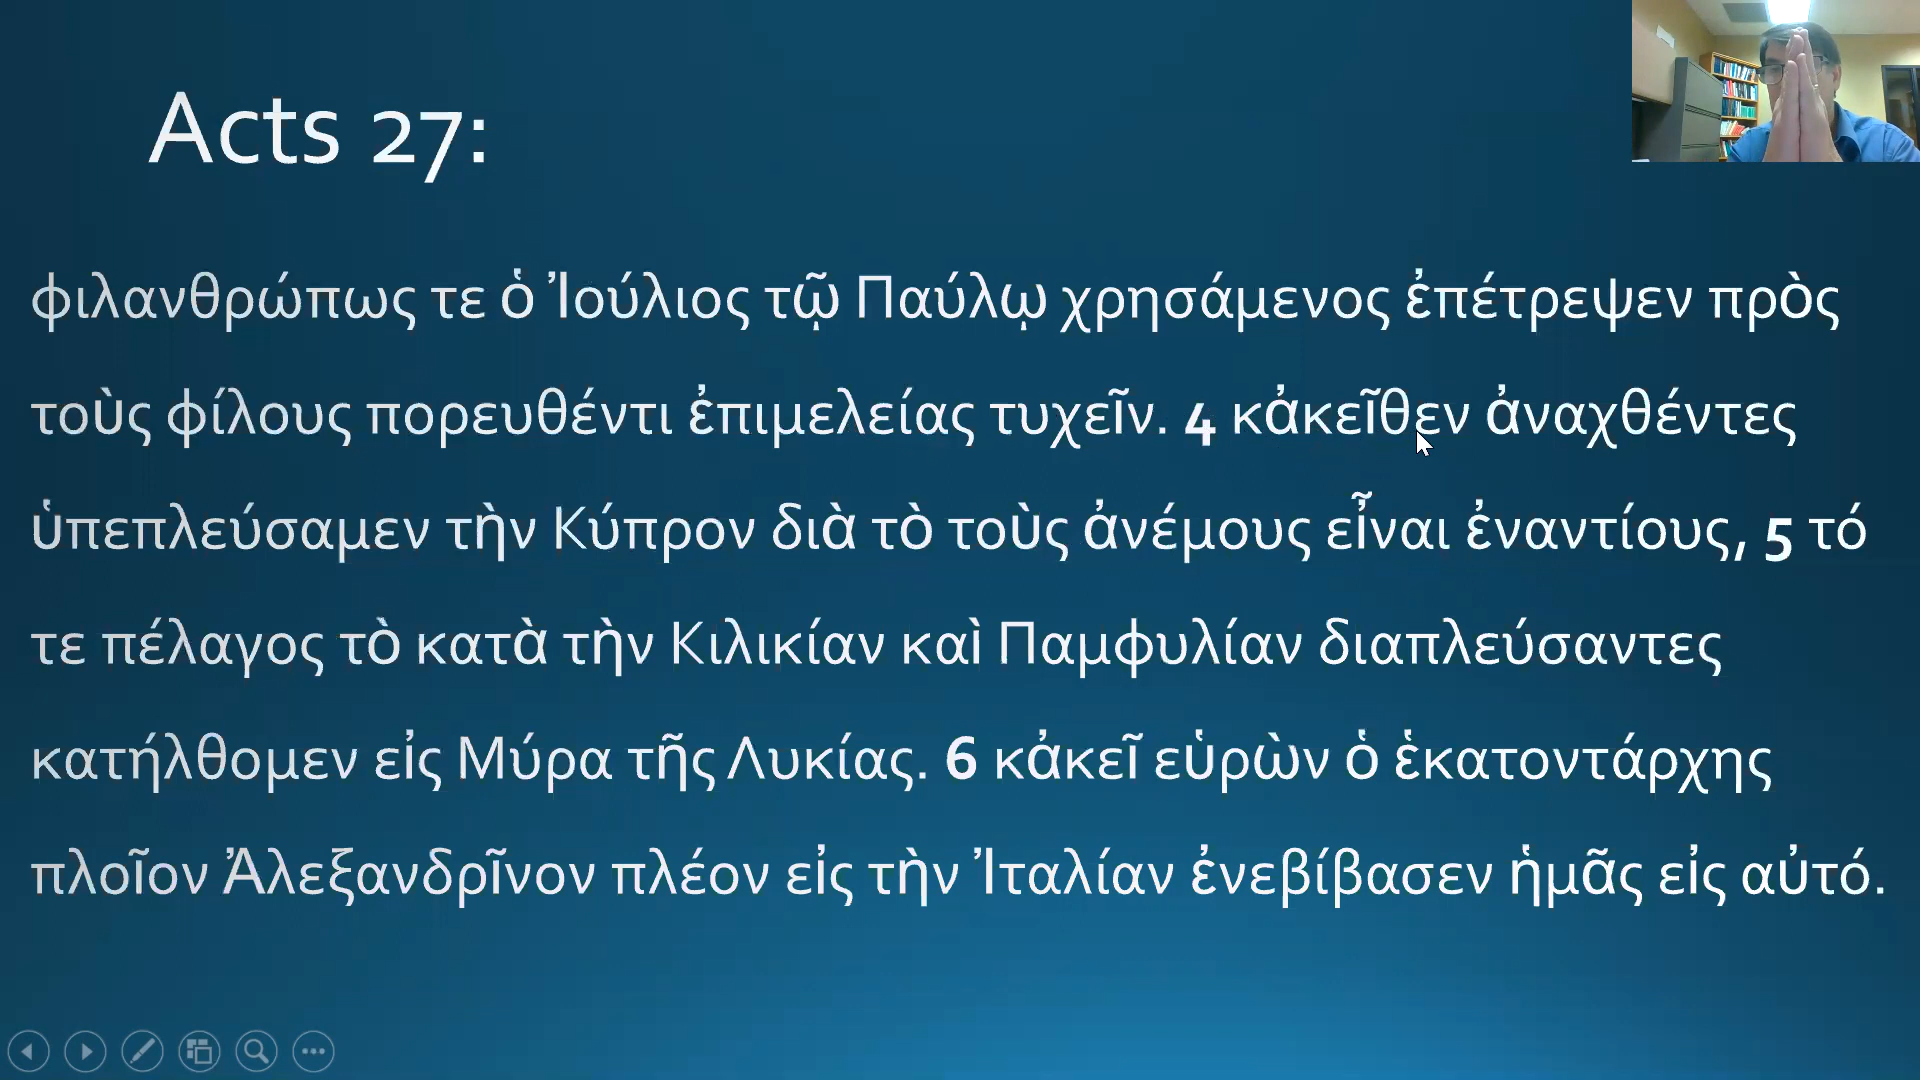 Acts 27:
φιλανθρώπως τε ὁ Ἰούλιος τῷ Παύλῳ χρησάμενος ἐπέτρεψεν πρὸς
τοὺς φίλους πορευθέντι ἐπιμελείας τυχεῖν. 4 κἀκεῖθεν ἀναχθέντες
ὑπεπλεύσαμεν τὴν Κύπρον διὰ τὸ τοὺς ἀνέμους εἶναι ἐναντίους, 5 τό
τε πέλαγος τὸ κατὰ τὴν Κιλικίαν καὶ Παμφυλίαν διαπλεύσαντες
κατήλθομεν εἰς Μύρα τῆς Λυκίας. 6 κἀκεῖ εὑρὼν ὁ ἑκατοντάρχης
πλοῖον Ἀλεξανδρῖνον πλέον εἰς τὴν Ἰταλίαν ἐνεβίβασεν ἡμᾶς εἰς αὐτό.